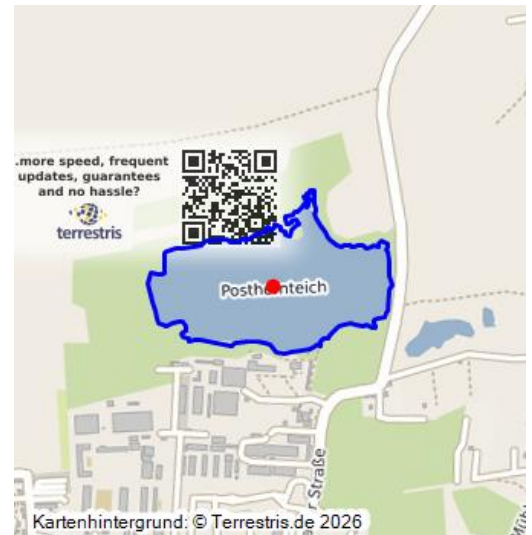 .more speed, frequent
updates, guarantees
and no hassle?
terrestris
Straße
Kartenhintergrund: © Terrestris.de 2026